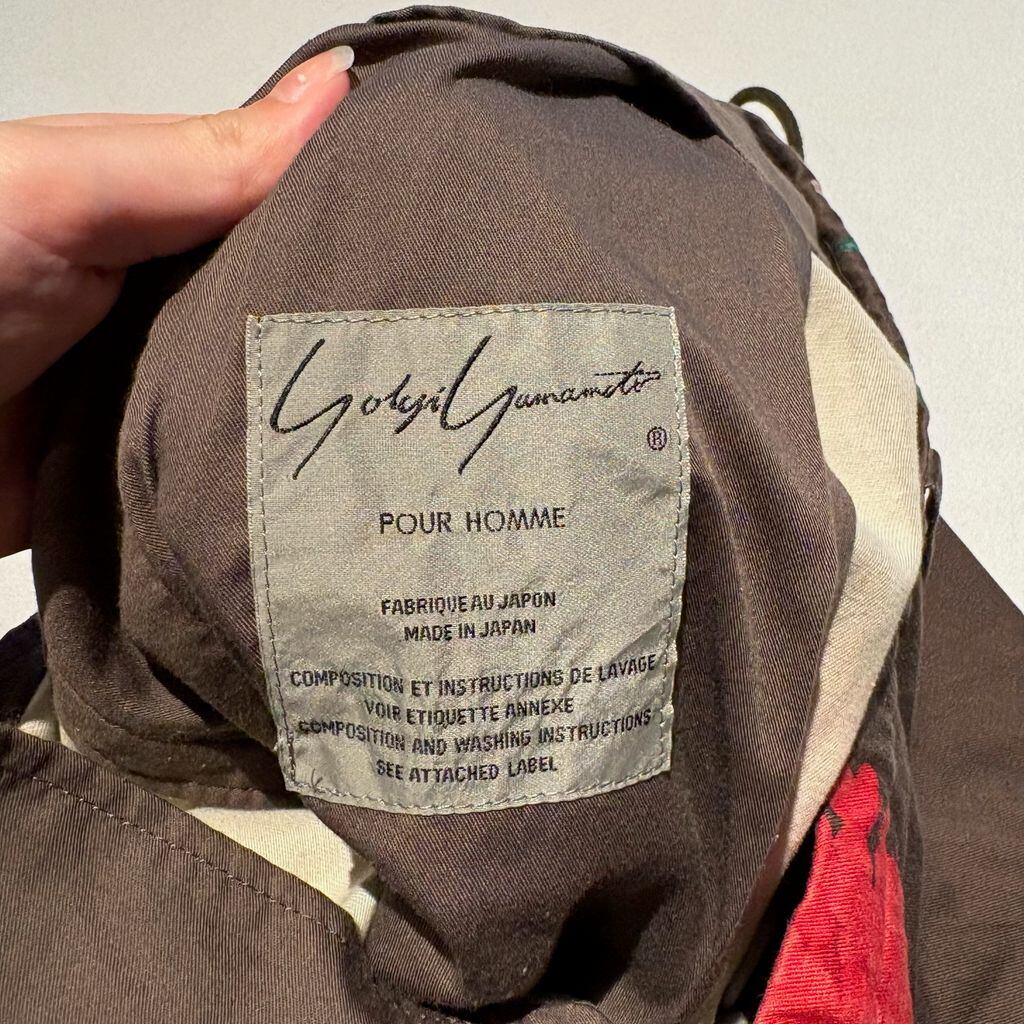 Yohji Yamamoto
®
POUR HOMME
FABRIQUE AU JAPON
MADE IN JAPAN
COMPOSITION ET INSTRUCTIONS DE LAVAGE
VOIR ETIQUETTE ANNEXE
COMPOSITION AND WASHING INSTRUCTIONS
SEE ATTACHED LABEL